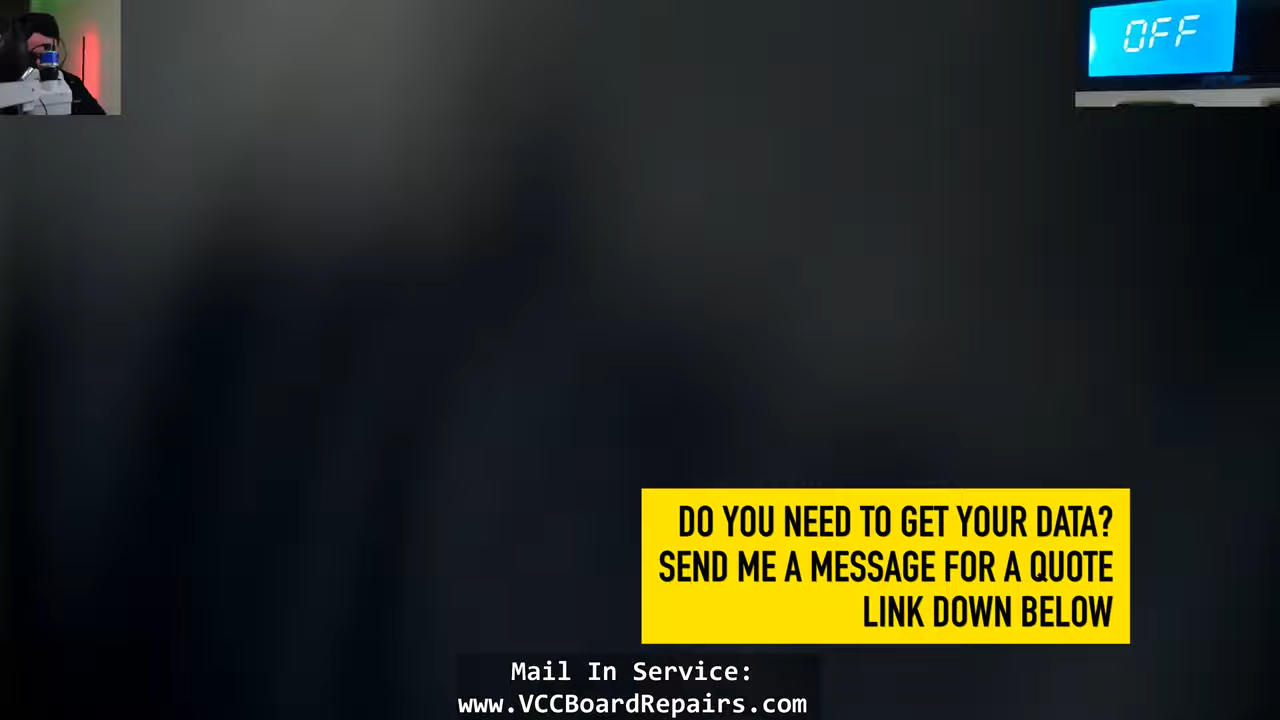 OFF
DO YOU NEED TO GET YOUR DATA?
SEND ME A MESSAGE FOR A QUOTE
LINK DOWN BELOW
Mail In Service:
www.VCCBoardRepairs.com